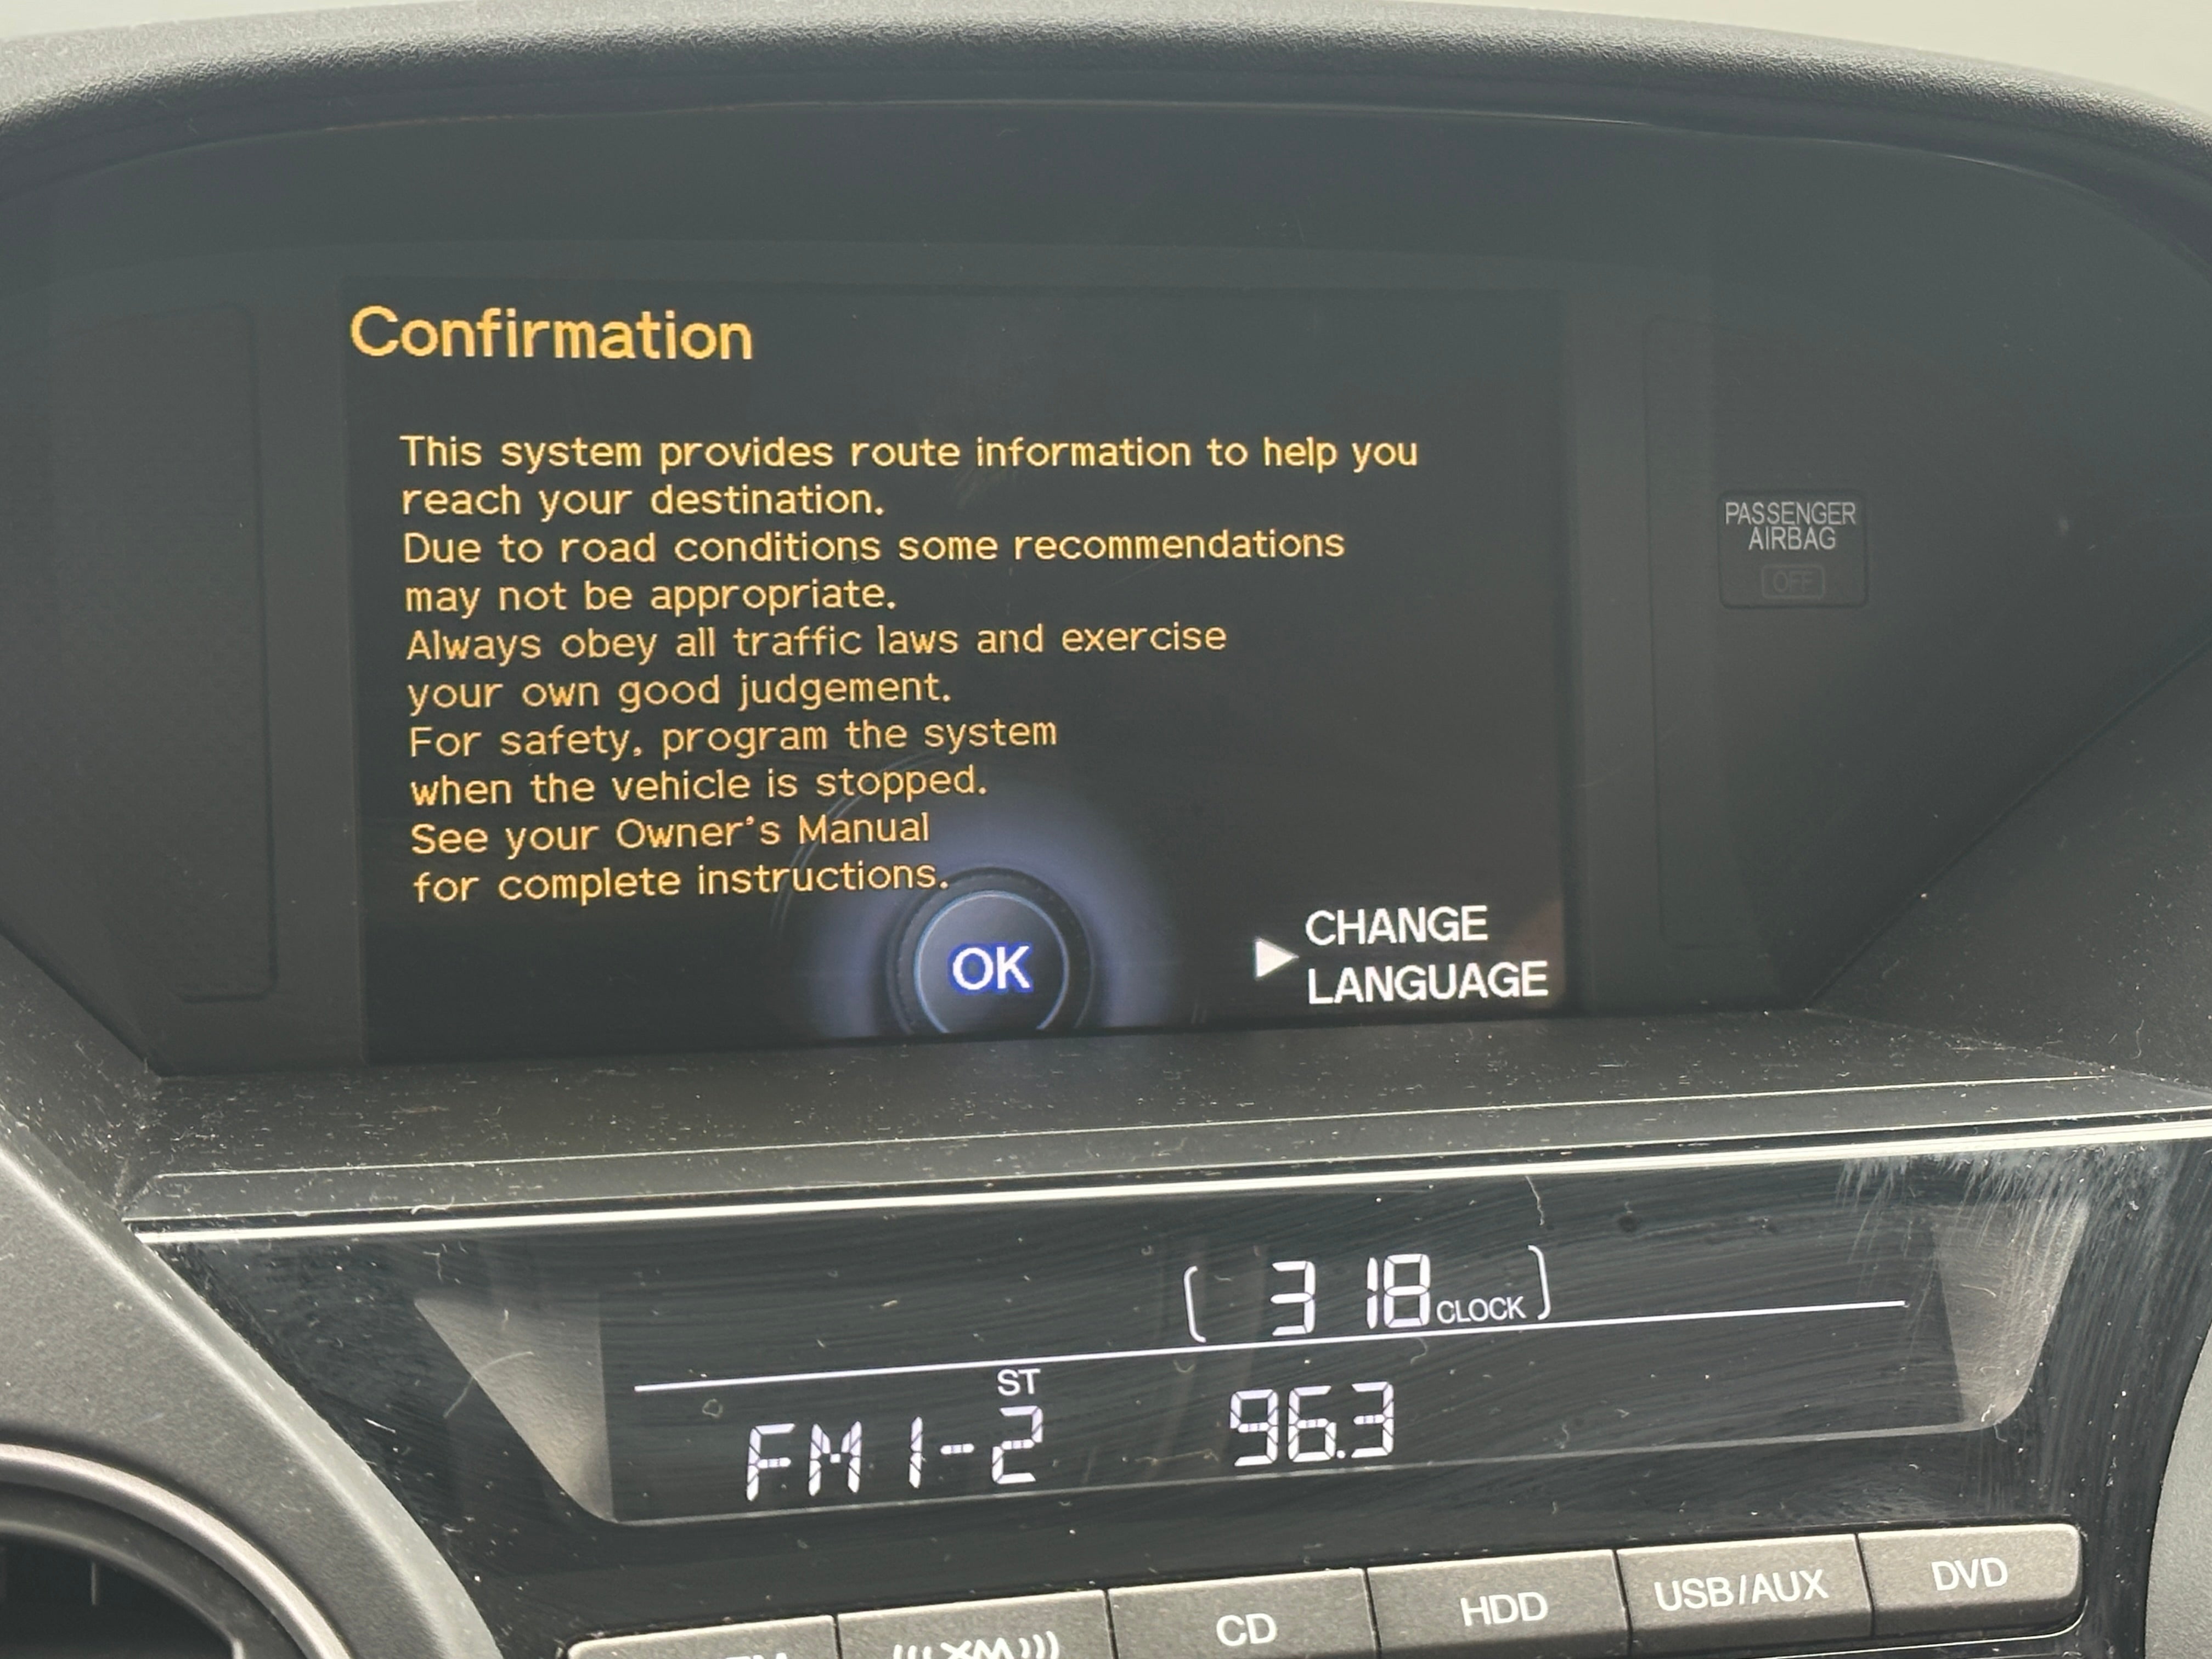 Confirmation
This system provides route information to help you
reach your destination.
Due to road conditions some recommendations
may not be appropriate.
Always obey all traffic laws and exercise
your own good judgement.
For safety, program the system
when the vehicle is stopped.
See your Owner's Manual
for complete instructions.
OK
CHANGE
LANGUAGE
PASSENGER
AIRBAG
OFF
( 3 18 CLOCK )
ST
FM 1-2 96.3
XM CD HDD USB/AUX DVD